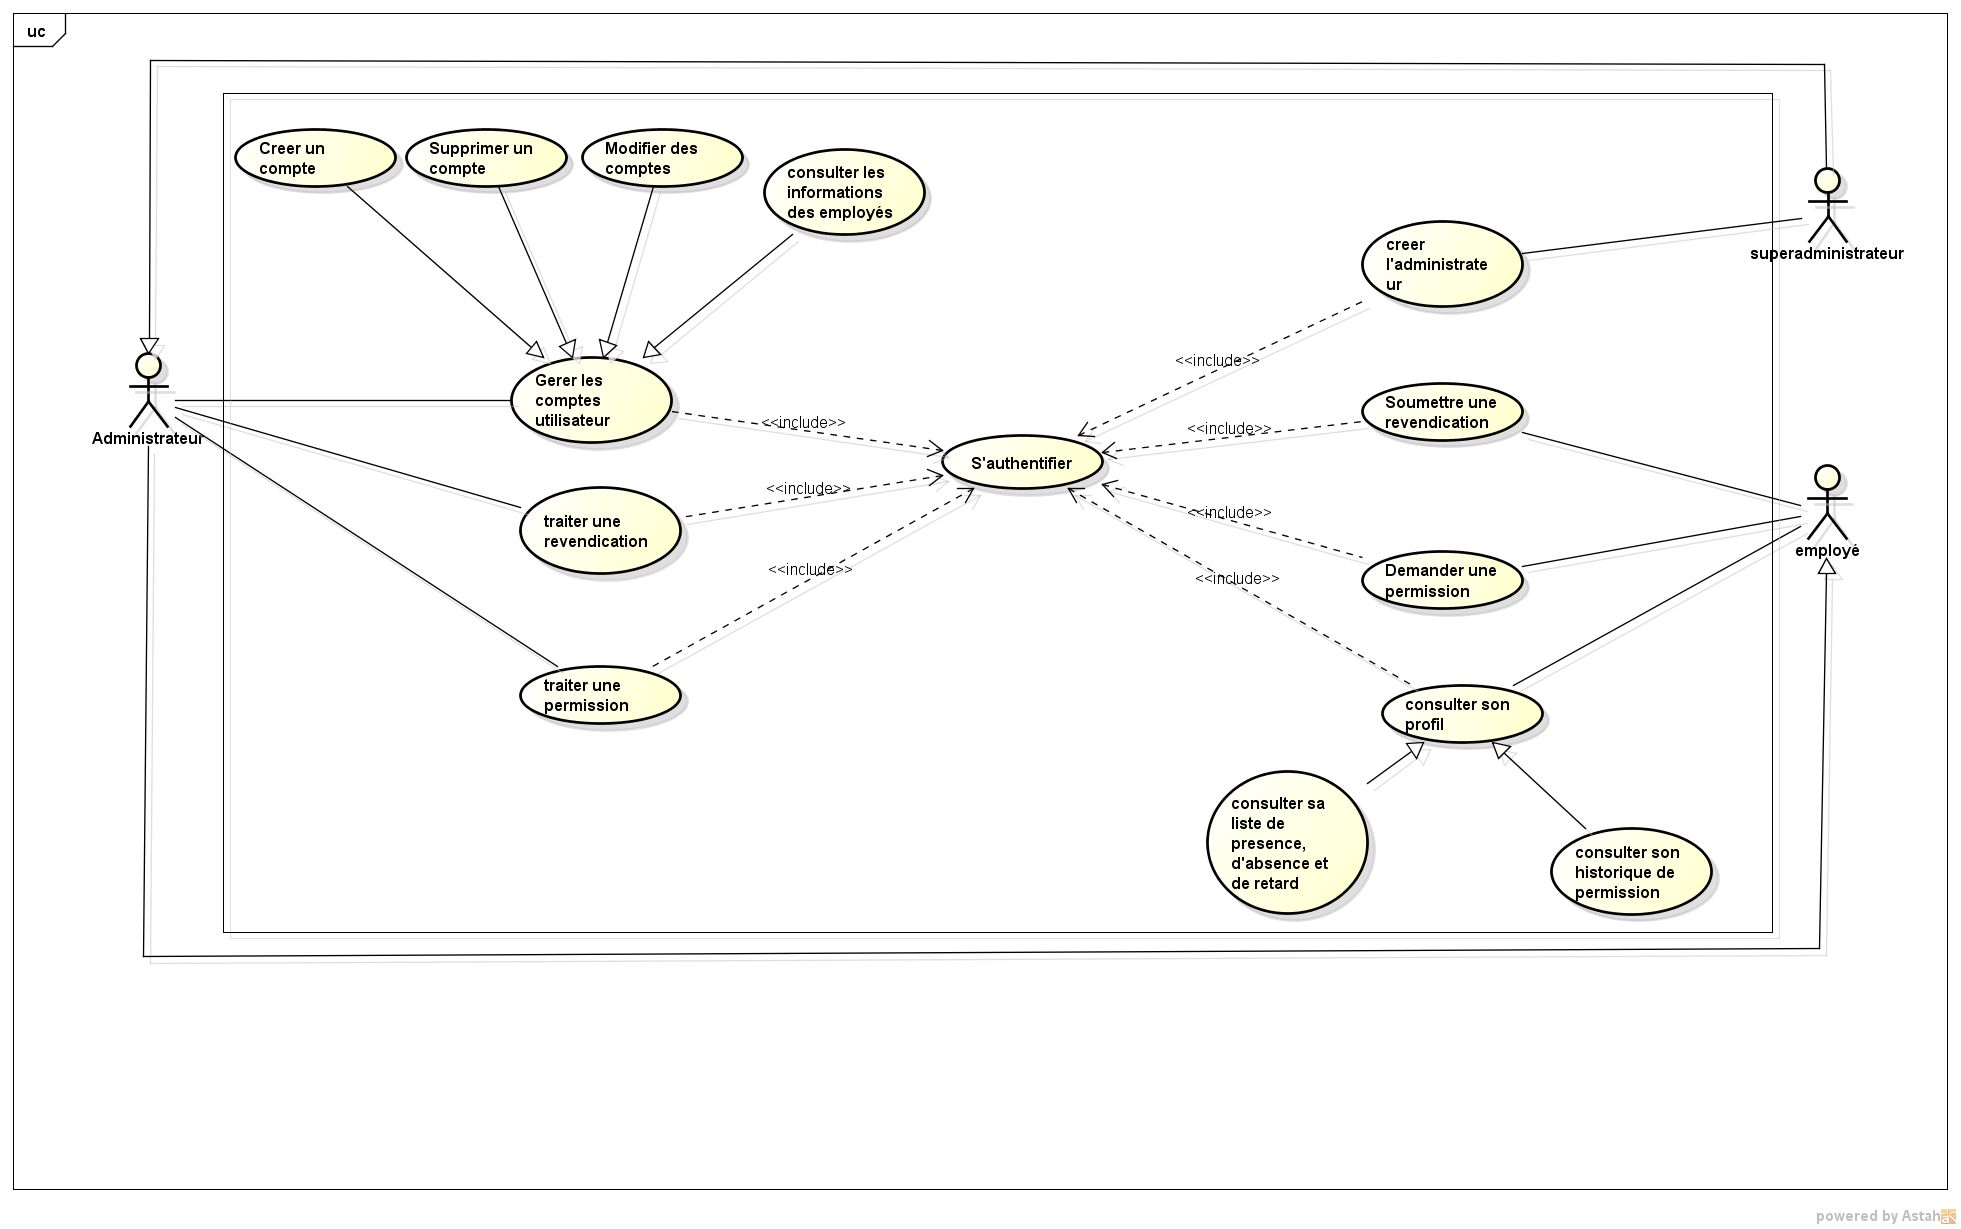 uc
Creer un
compte
Supprimer un
compte
Modifier des
comptes
consulter les
informations
des employés
creer
l'administrate
ur
superadministrateur
Administrateur
Gerer les
comptes
utilisateur
<<include>>
<<include>>
Soumettre une
revendication
<<include>>
S'authentifier
traiter une
revendication
<<include>>
<<include>>
employé
<<include>>
<<include>>
Demander une
permission
traiter une
permission
consulter son
profil
consulter sa
liste de
presence,
d'absence et
de retard
consulter son
historique de
permission
powered by Astah